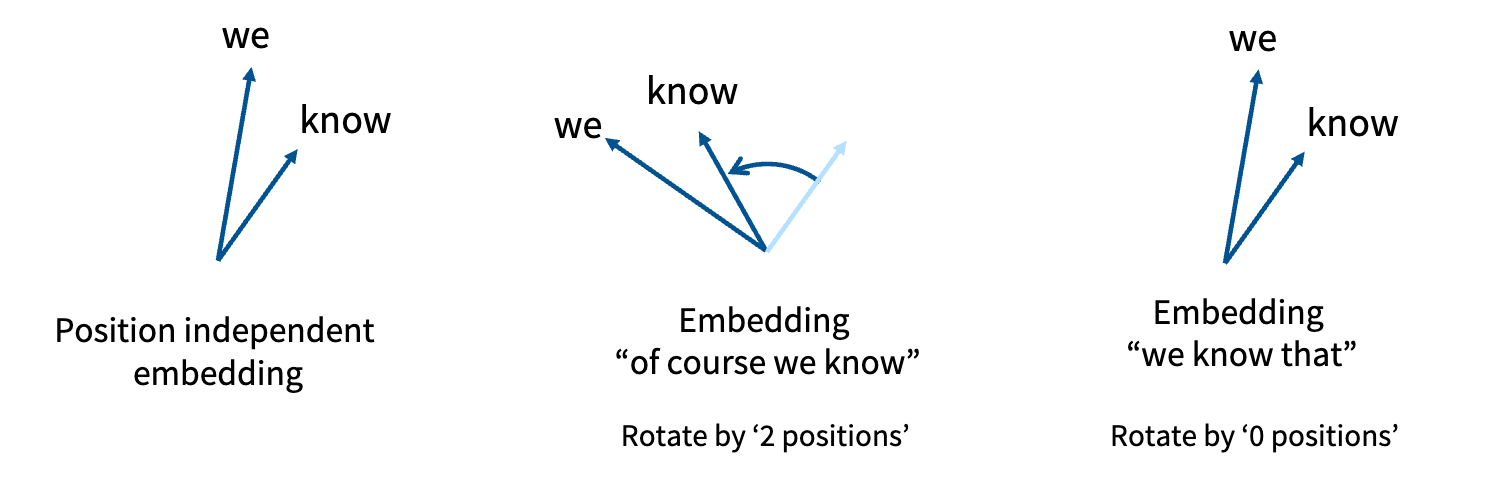 we
know
Position independent
embedding
we
know
Embedding
“of course we know”
Rotate by ‘2 positions’
we
know
Embedding
“we know that”
Rotate by ‘0 positions’